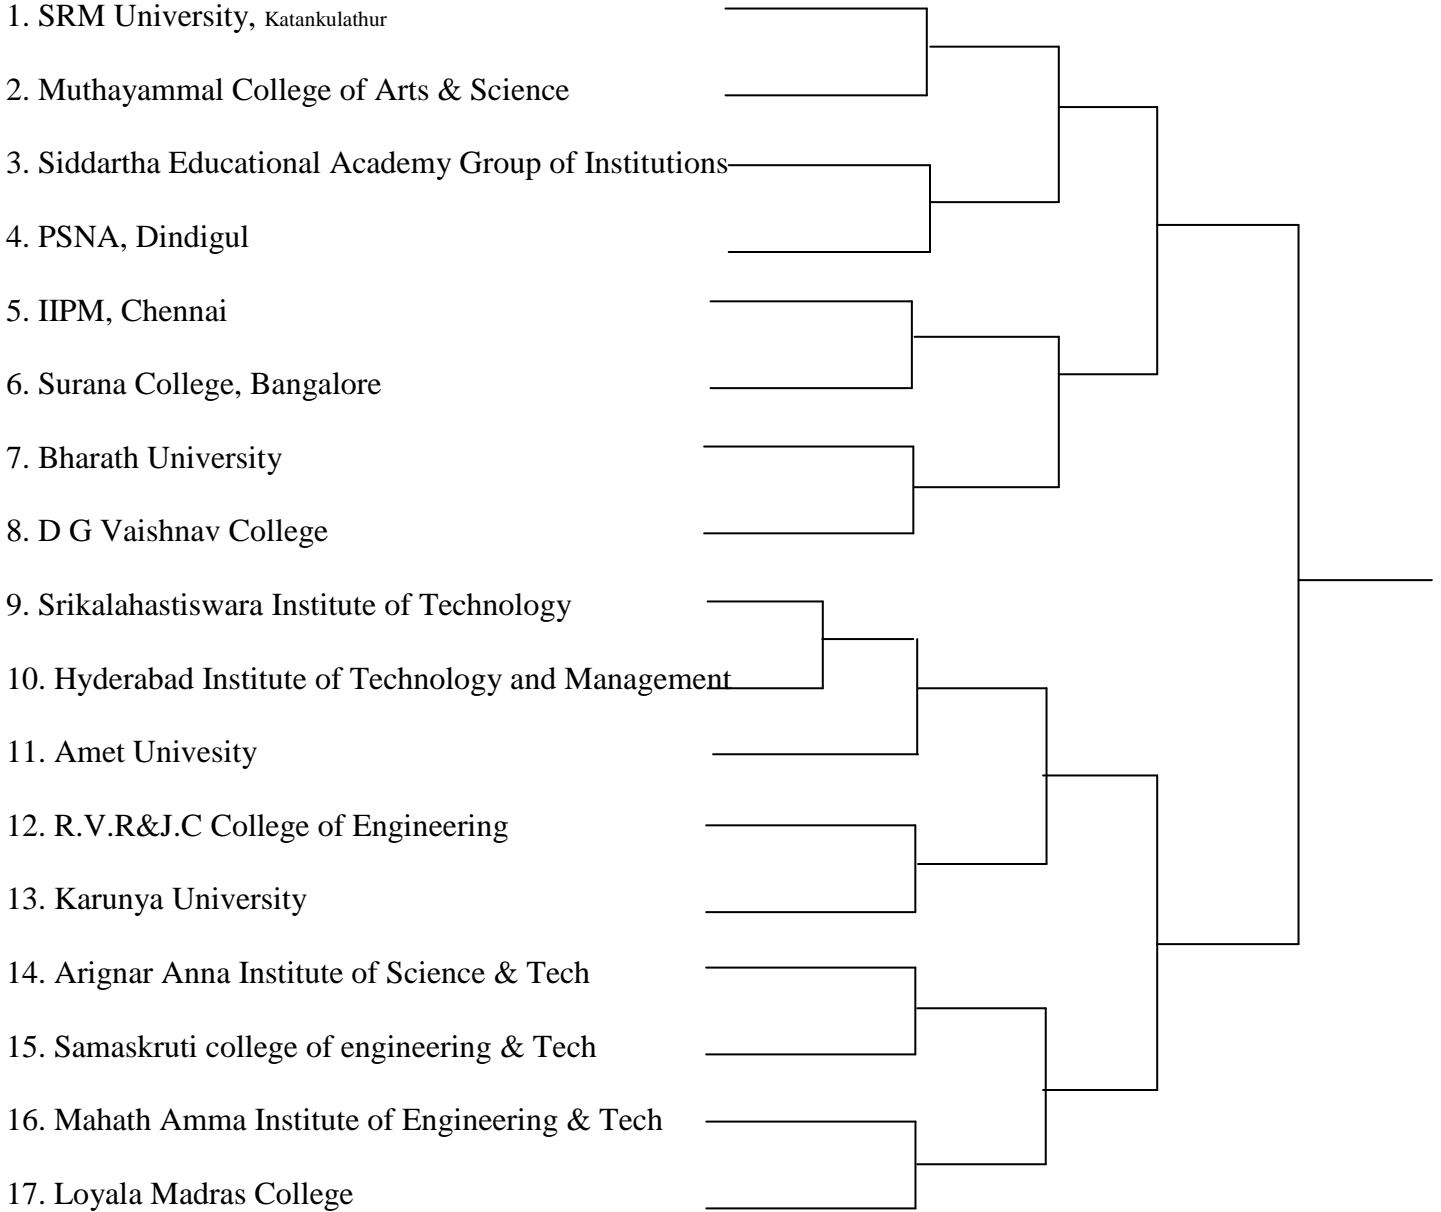 1. SRM University, Katankulathur
2. Muthayammal College of Arts & Science
3. Siddartha Educational Academy Group of Institutions
4. PSNA, Dindigul
5. IIPM, Chennai
6. Surana College, Bangalore
7. Bharath University
8. D G Vaishnav College
9. Srikalahastiswara Institute of Technology
10. Hyderabad Institute of Technology and Management
11. Amet Univesity
12. R.V.R&J.C College of Engineering
13. Karunya University
14. Arignar Anna Institute of Science & Tech
15. Samaskruti college of engineering & Tech
16. Mahath Amma Institute of Engineering & Tech
17. Loyala Madras College